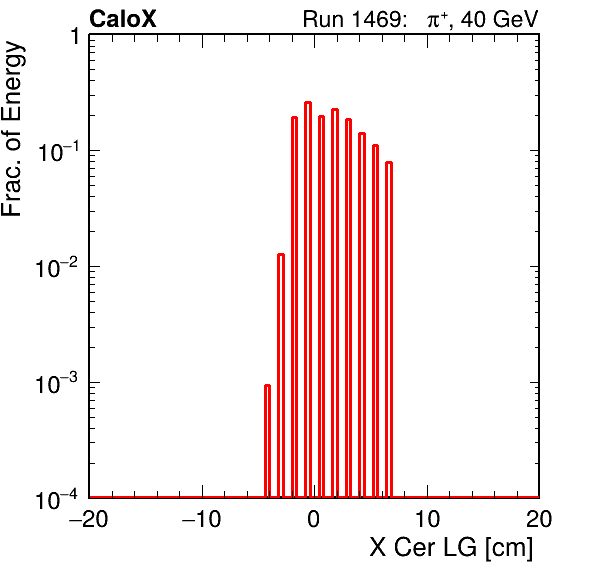 CaloX Run 1469: π⁺, 40 GeV
Frac. of Energy
1
10⁻¹
10⁻²
10⁻³
10⁻⁴
−20 −10 0 10 20
X Cer LG [cm]